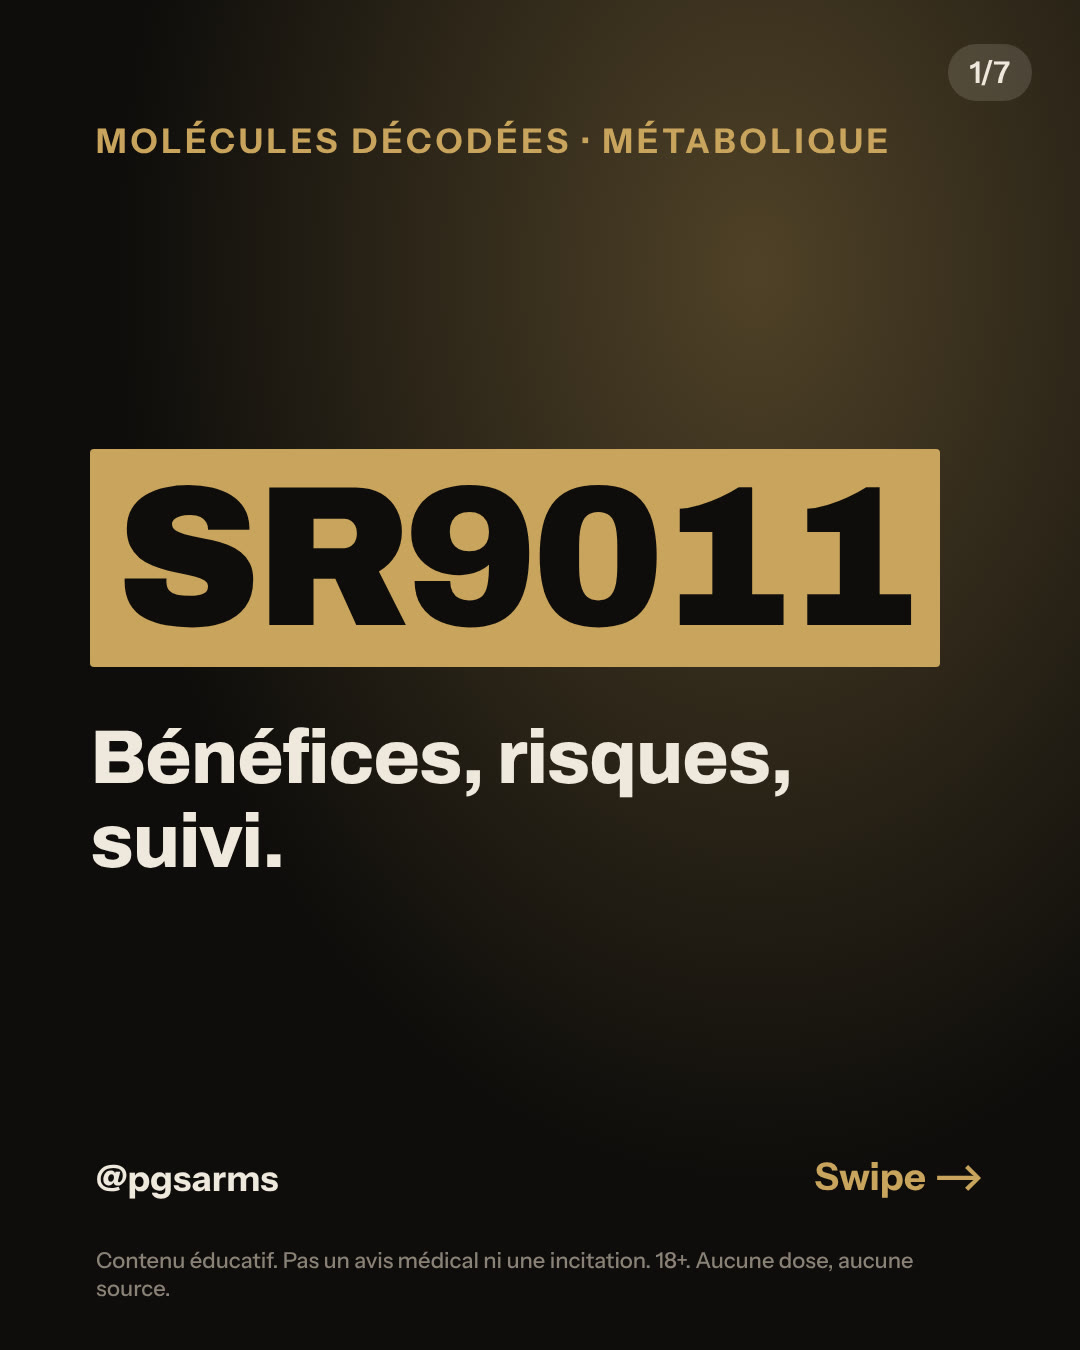 1/7
MOLÉCULES DÉCODÉES · MÉTABOLIQUE
SR9011
Bénéfices, risques,
suivi.
@pgsarms
Swipe →
Contenu éducatif. Pas un avis médical ni une incitation. 18+. Aucune dose, aucune
source.